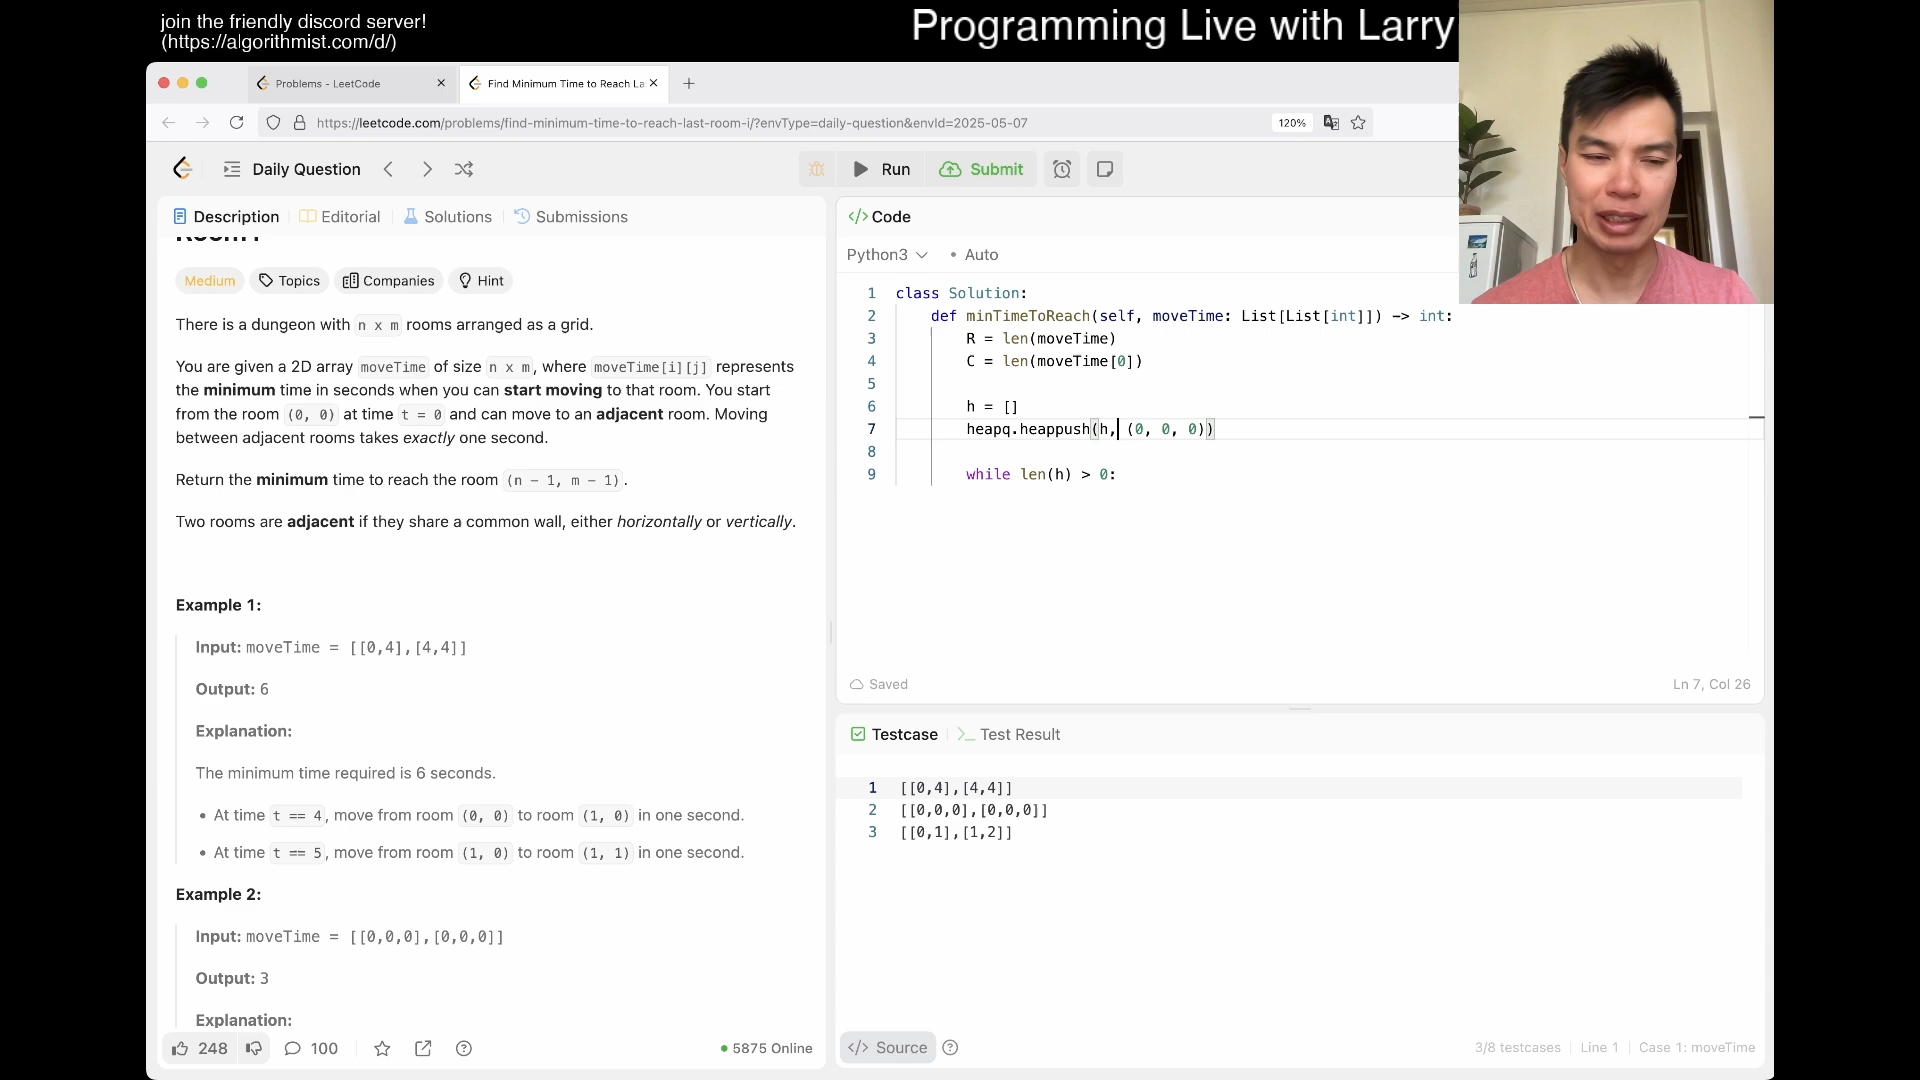 join the friendly discord server!
(https://algorithmist.com/d/)
Programming Live with Larry
Problems - LeetCode
Find Minimum Time to Reach La
https://leetcode.com/problems/find-minimum-time-to-reach-last-room-i/?envType=daily-question&envId=2025-05-07
120%
Daily Question
Run
Submit
Description
Editorial
Solutions
Submissions
Room I
Medium
Topics
Companies
Hint
There is a dungeon with n x m rooms arranged as a grid.
You are given a 2D array moveTime of size n x m, where moveTime[i][j] represents
the minimum time in seconds when you can start moving to that room. You start
from the room (0, 0) at time t = 0 and can move to an adjacent room. Moving
between adjacent rooms takes exactly one second.
Return the minimum time to reach the room (n - 1, m - 1).
Two rooms are adjacent if they share a common wall, either horizontally or vertically.
Example 1:
Input: moveTime = [[0,4],[4,4]]
Output: 6
Explanation:
The minimum time required is 6 seconds.
• At time t == 4, move from room (0, 0) to room (1, 0) in one second.
• At time t == 5, move from room (1, 0) to room (1, 1) in one second.
Example 2:
Input: moveTime = [[0,0,0],[0,0,0]]
Output: 3
Explanation:
248
100
5875 Online
</> Code
Python3
• Auto
1 class Solution:
2 def minTimeToReach(self, moveTime: List[List[int]]) -> int:
3 R = len(moveTime)
4 C = len(moveTime[0])
5
6 h = []
7 heapq.heappush(h, (0, 0, 0))
8
9 while len(h) > 0:
Saved
Ln 7, Col 26
Testcase
Test Result
1 [[0,4],[4,4]]
2 [[0,0,0],[0,0,0]]
3 [[0,1],[1,2]]
</> Source
3/8 testcases
Line 1
Case 1: moveTime